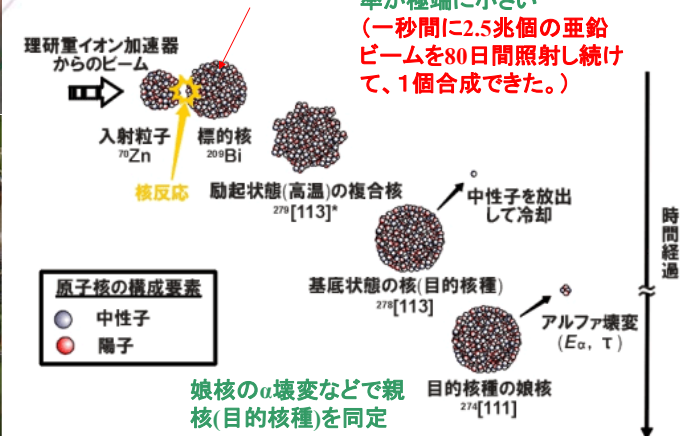 率が極端に小さい
(一秒間に2.5兆個の亜鉛
ビームを80日間照射し続け
て、1個合成できた。)
理研重イオン加速器
からのビーム
入射粒子 標的核
⁷⁰Zn ²⁰⁹Bi
核反応
励起状態(高温)の複合核
²⁷⁹[113]*
中性子を放出
して冷却
時間経過
基底状態の核(目的核種)
²⁷⁸[113]
原子核の構成要素
中性子
陽子
アルファ壊変
(Eα, τ)
目的核種の娘核
²⁷⁴[111]
娘核のα壊変などで親
核(目的核種)を同定